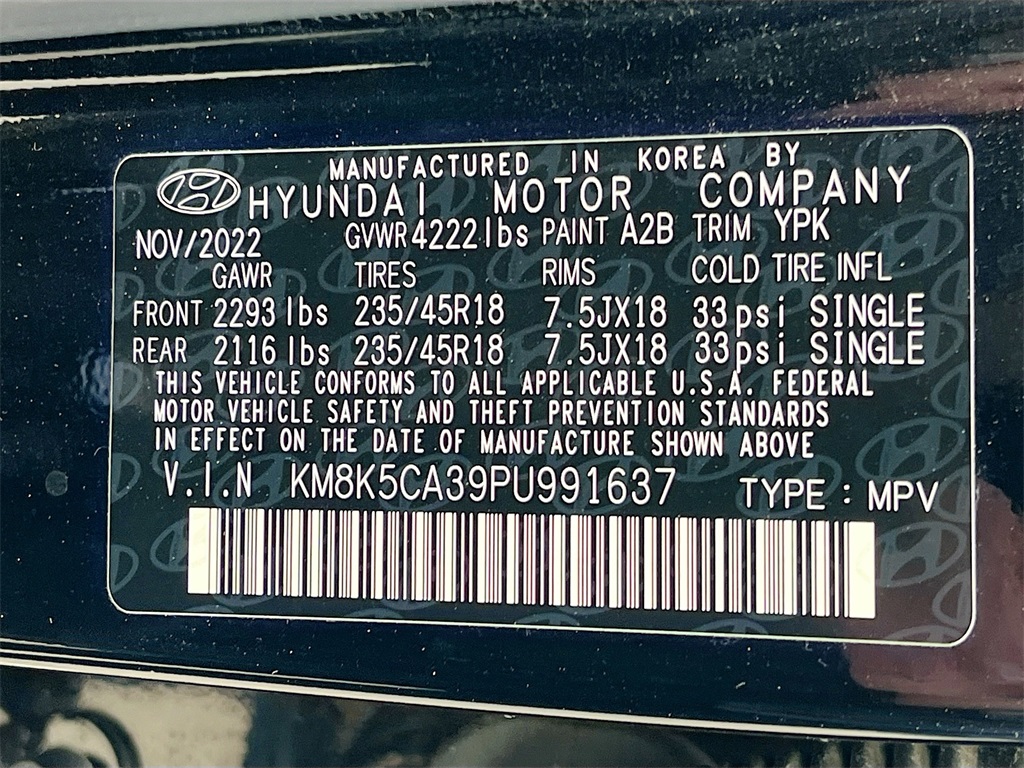 MANUFACTURED IN KOREA BY
HYUNDAI MOTOR COMPANY
NOV/2022 GVWR 4222 lbs PAINT A2B TRIM YPK
GAWR TIRES RIMS COLD TIRE INFL
FRONT 2293 lbs 235/45R18 7.5JX18 33psi SINGLE
REAR 2116 lbs 235/45R18 7.5JX18 33psi SINGLE
THIS VEHICLE CONFORMS TO ALL APPLICABLE U.S.A. FEDERAL
MOTOR VEHICLE SAFETY AND THEFT PREVENTION STANDARDS
IN EFFECT ON THE DATE OF MANUFACTURE SHOWN ABOVE
V.I.N KM8K5CA39PU991637 TYPE : MPV